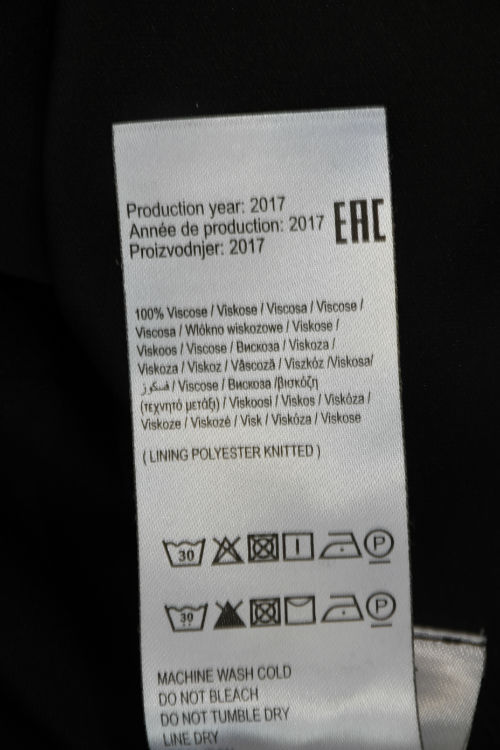 Production year: 2017
Année de production: 2017
Proizvodnjer: 2017
EAC
100% Viscose / Viskose / Viscosa / Viscose /
Viscosa / Wlókno wiskozowe / Viskose /
Viskoos / Viscose / Вискоза / Viskoza /
Viskoza / Viskoz / Vâscoză / Viszkóz /Viskosa/
فسكوز / Viscose / Вискоза /βισκόζη
(τεχνητό μετάξι) / Viskoosi / Viskos / Viskóza /
Viskoze / Viskozė / Visk / Viskóza / Viskose
( LINING POLYESTER KNITTED )
30 P
30 P
MACHINE WASH COLD
DO NOT BLEACH
DO NOT TUMBLE DRY
LINE DRY